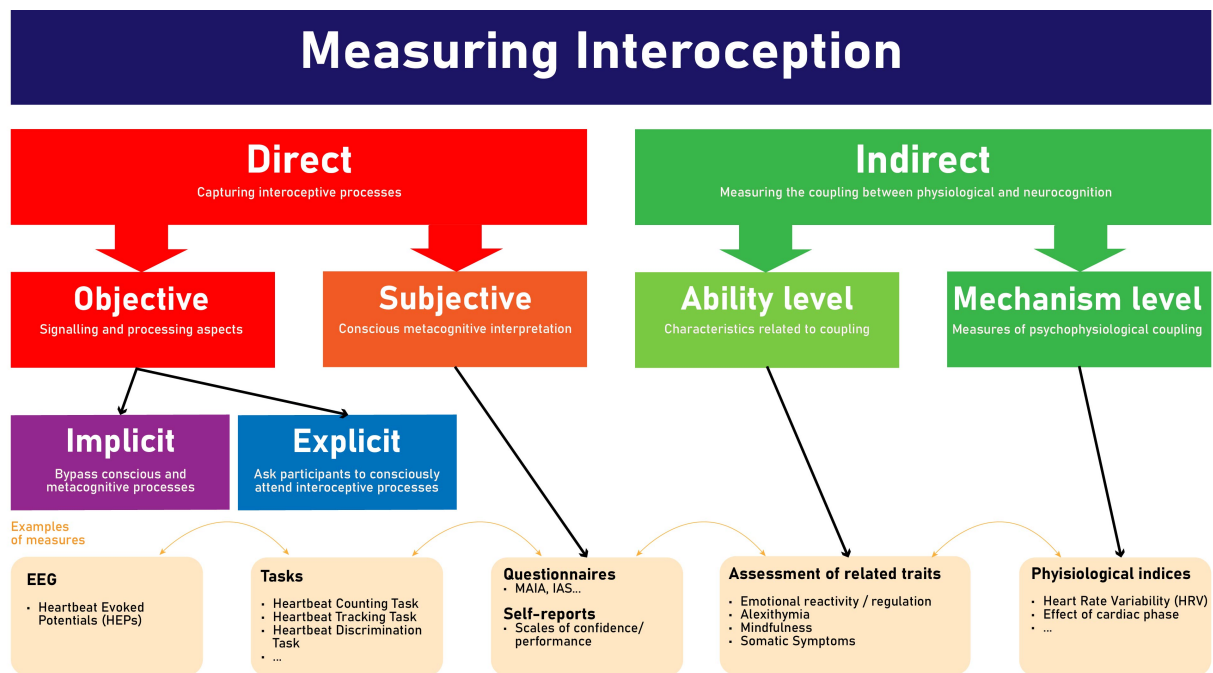 Measuring Interoception
Direct
Capturing interoceptive processes
Indirect
Measuring the coupling between physiological and neurocognition
Objective
Signalling and processing aspects
Subjective
Conscious metacognitive interpretation
Ability level
Characteristics related to coupling
Mechanism level
Measures of psychophysiological coupling
Implicit
Bypass conscious and
metacognitive processes
Explicit
Ask participants to consciously
attend interoceptive processes
Examples
of measures
EEG
• Heartbeat Evoked
Potentials (HEPs)
Tasks
• Heartbeat Counting Task
• Heartbeat Tracking Task
• Heartbeat Discrimination
Task
• ...
Questionnaires
• MAIA, IAS...
Self-reports
• Scales of confidence/
performance
Assessment of related traits
• Emotional reactivity / regulation
• Alexithymia
• Mindfulness
• Somatic Symptoms
Phyisiological indices
• Heart Rate Variability (HRV)
• Effect of cardiac phase
• ...